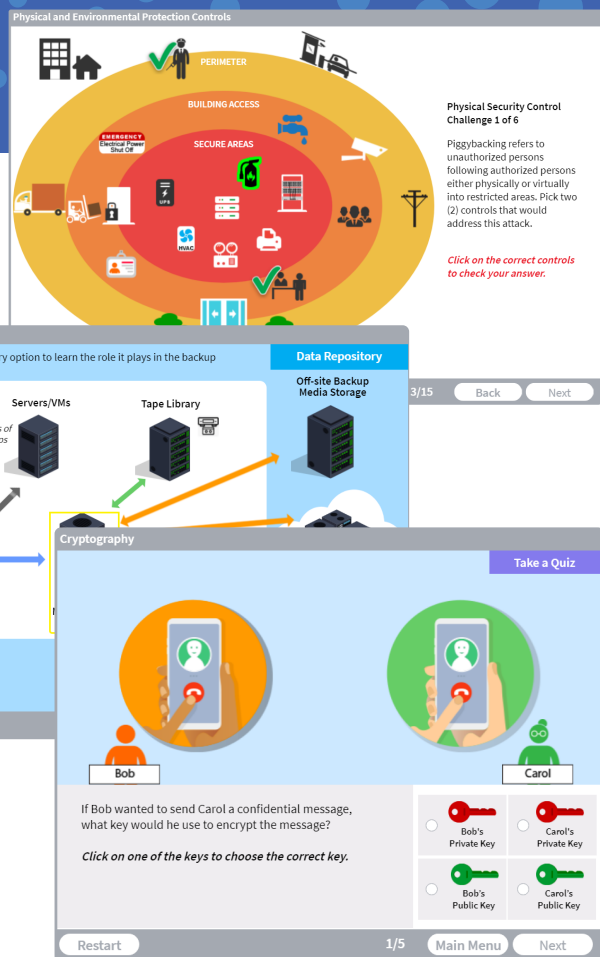 Physical and Environmental Protection Controls
PERIMETER
BUILDING ACCESS
SECURE AREAS
EMERGENCY
Electrical Power
Shut Off
UPS
HVAC
Physical Security Control
Challenge 1 of 6
Piggybacking refers to
unauthorized persons
following authorized persons
either physically or virtually
into restricted areas. Pick two
(2) controls that would
address this attack.
Click on the correct controls
to check your answer.
3/15
Back
Next
ry option to learn the role it plays in the backup
Data Repository
Servers/VMs
Tape Library
Off-site Backup
Media Storage
s of
ps
Cryptography
Take a Quiz
Bob
Carol
If Bob wanted to send Carol a confidential message,
what key would he use to encrypt the message?
Click on one of the keys to choose the correct key.
Bob's
Private Key
Carol's
Private Key
Bob's
Public Key
Carol's
Public Key
Restart
1/5
Main Menu
Next